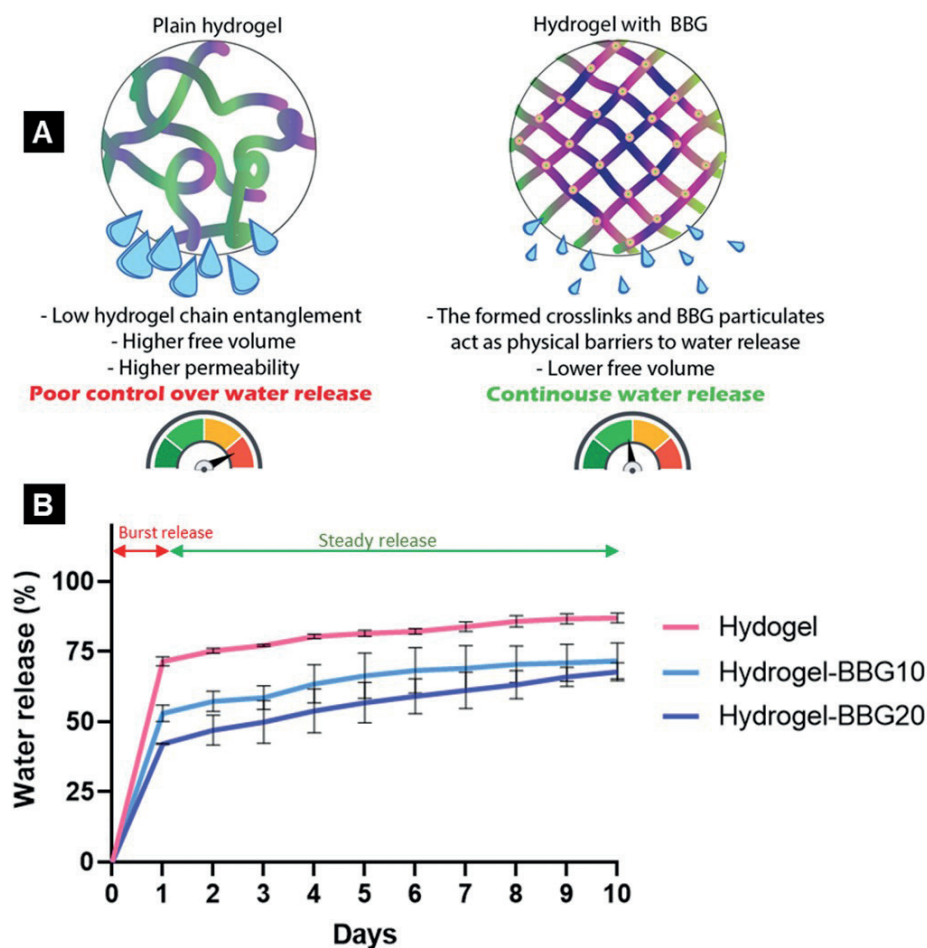 Plain hydrogel
Hydrogel with BBG
A
- Low hydrogel chain entanglement
- Higher free volume
- Higher permeability
Poor control over water release
- The formed crosslinks and BBG particulates
act as physical barriers to water release
- Lower free volume
Continouse water release
B
Burst release
Steady release
Water release (%)
100
75
50
25
0
0 1 2 3 4 5 6 7 8 9 10
Days
Hydogel
Hydrogel-BBG10
Hydrogel-BBG20